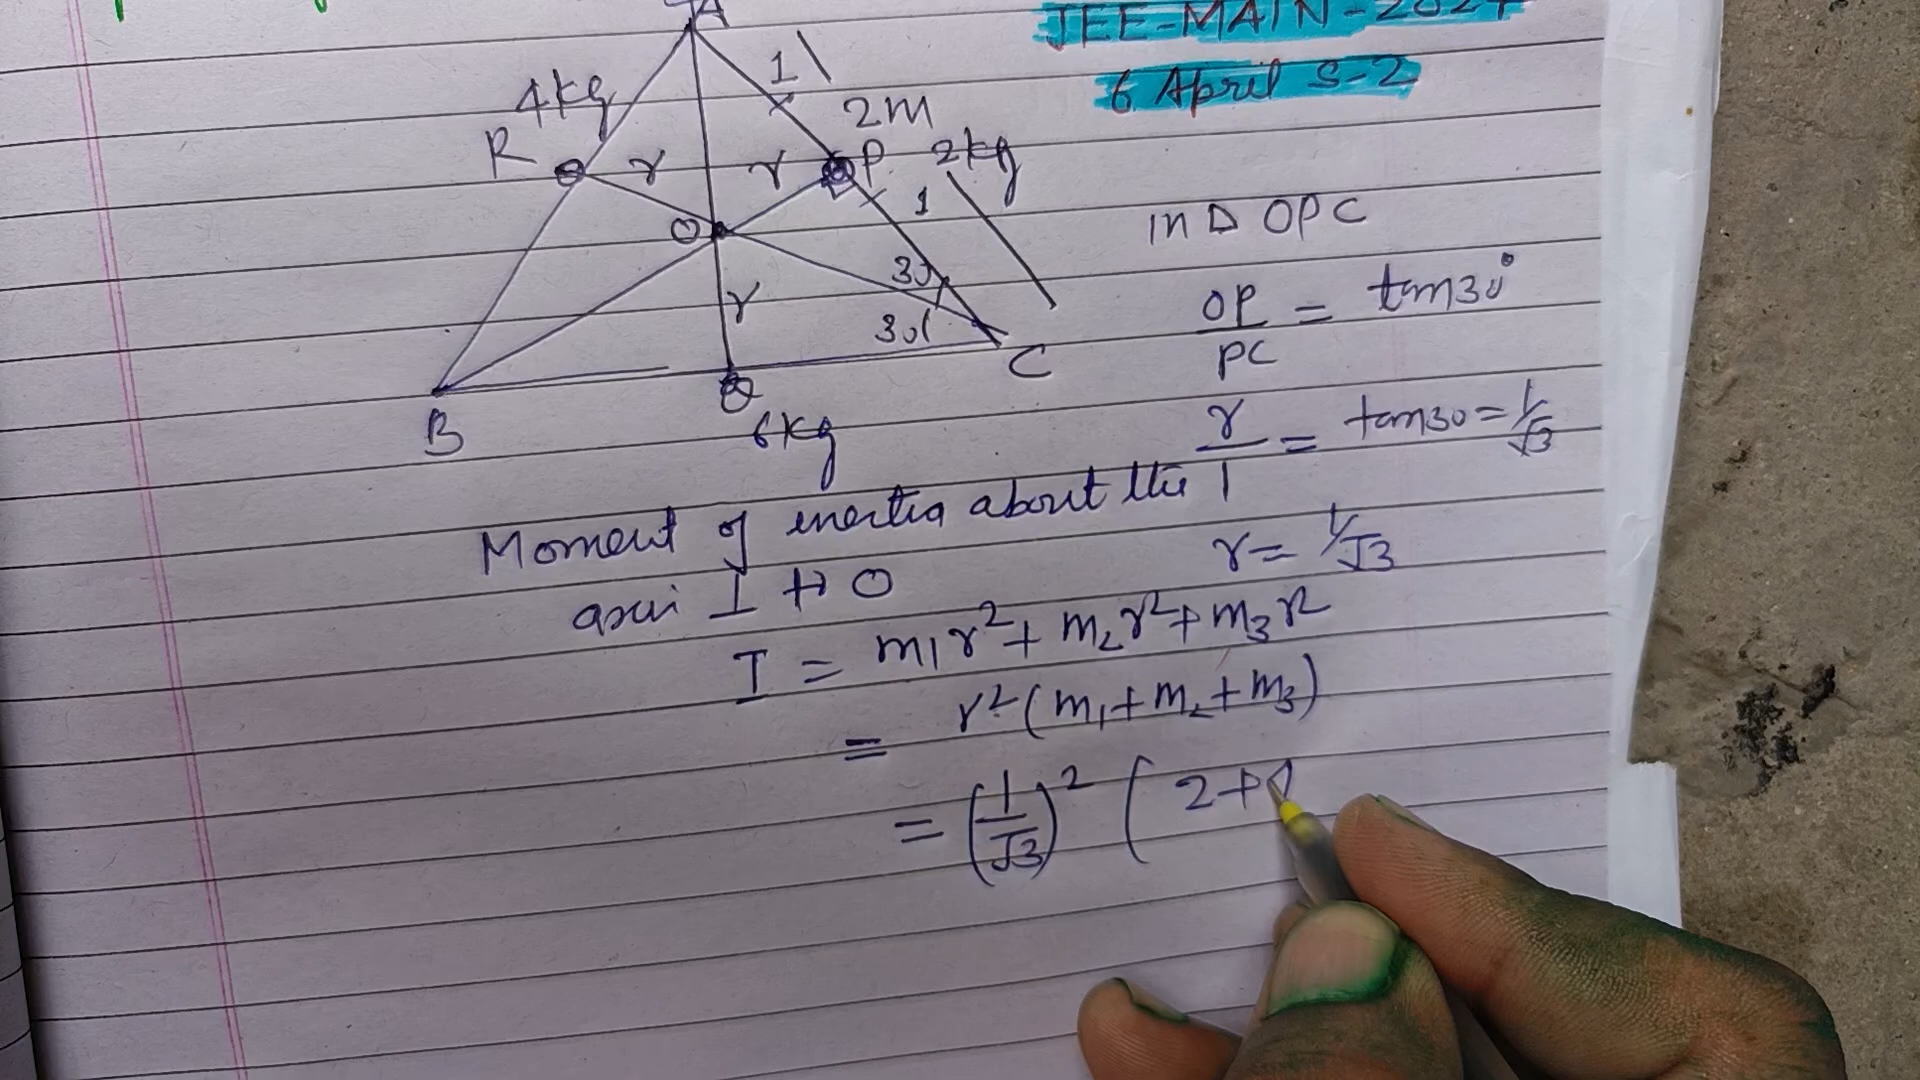 A
JEE-MAIN-2024
6 April S-2
4kg
1
2m
R
r
r
P
2kg
1
O
in Δ OPC
30
r
30
OP/PC = tan30°
C
B
Q
6kg
r/1 = tan30 = 1/√3
Moment of inertia about the
r = 1/√3
axis I to O
I = m₁r² + m₂r² + m₃r²
= r²(m₁+m₂+m₃)
= (1/√3)² ( 2+